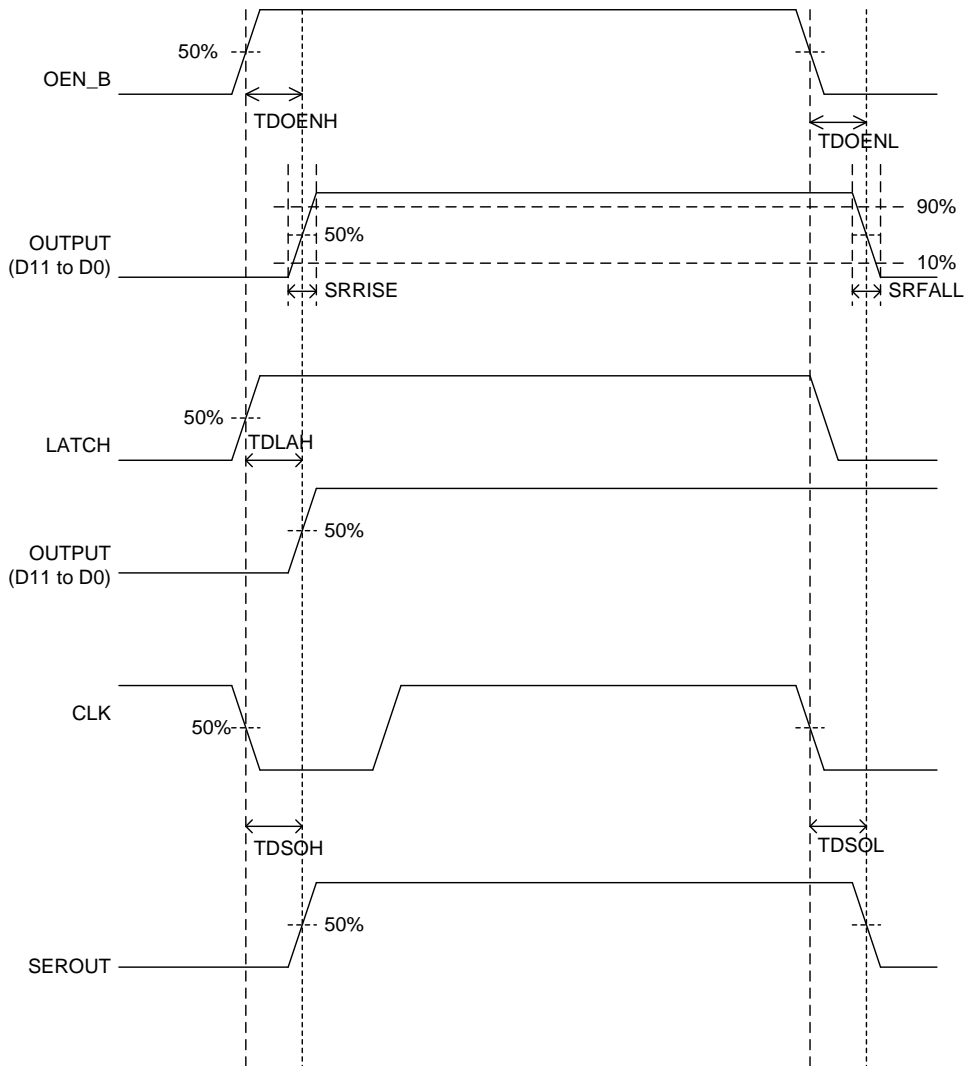 50%
OEN_B
TDOENH
TDOENL
90%
50%
OUTPUT
(D11 to D0)
10%
SRRISE
SRFALL
50%
TDLAH
LATCH
50%
OUTPUT
(D11 to D0)
CLK
50%
TDSOH
TDSOL
50%
SEROUT